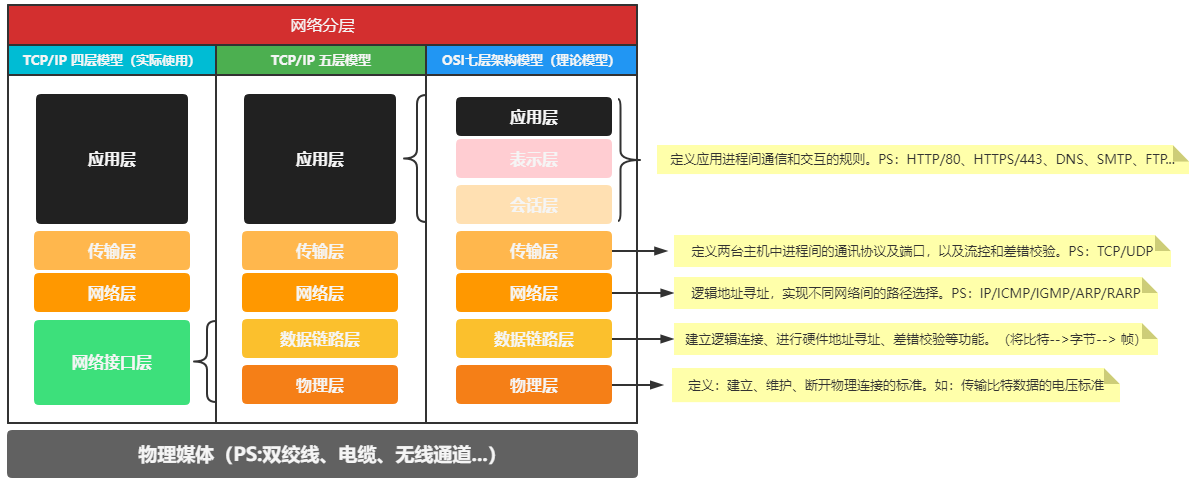 网络分层
TCP/IP 四层模型（实际使用）
TCP/IP 五层模型
OSI七层架构模型（理论模型）
应用层
传输层
网络层
网络接口层
应用层
传输层
网络层
数据链路层
物理层
应用层
表示层
会话层
传输层
网络层
数据链路层
物理层
定义应用进程间通信和交互的规则。PS：HTTP/80、HTTPS/443、DNS、SMTP、FTP...
定义两台主机中进程间的通讯协议及端口，以及流控和差错校验。PS：TCP/UDP
逻辑地址寻址，实现不同网络间的路径选择。PS：IP/ICMP/IGMP/ARP/RARP
建立逻辑连接、进行硬件地址寻址、差错校验等功能。（将比特-->字节--> 帧）
定义：建立、维护、断开物理连接的标准。如：传输比特数据的电压标准
物理媒体（PS:双绞线、电缆、无线通道...）